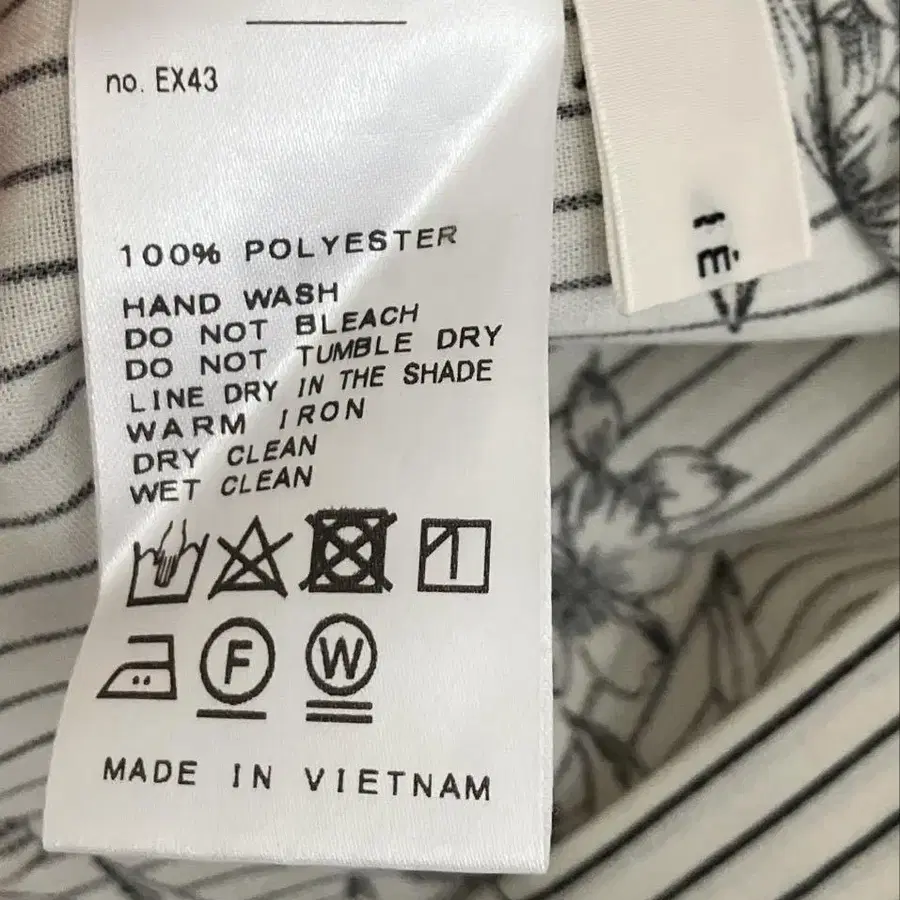 no. EX43
100% POLYESTER
HAND WASH
DO NOT BLEACH
DO NOT TUMBLE DRY
LINE DRY IN THE SHADE
WARM IRON
DRY CLEAN
WET CLEAN
F W
MADE IN VIETNAM